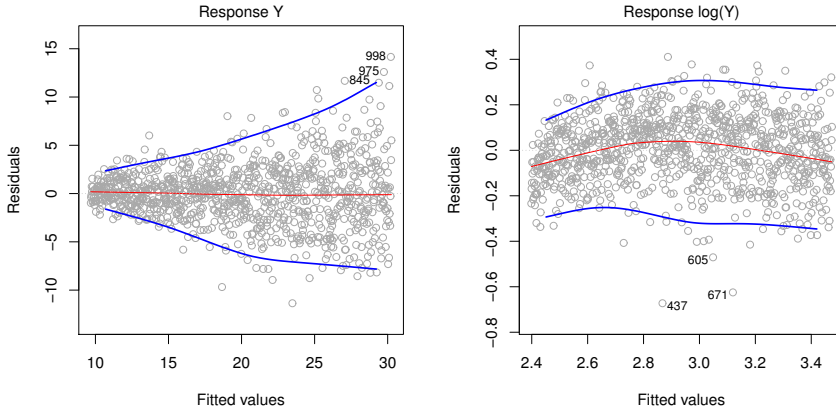 Response Y
Residuals
15
10
5
0
−5
−10
998
975
845
10 15 20 25 30
Fitted values
Response log(Y)
Residuals
0.4
0.2
0.0
−0.2
−0.4
−0.6
−0.8
605
671
437
2.4 2.6 2.8 3.0 3.2 3.4
Fitted values